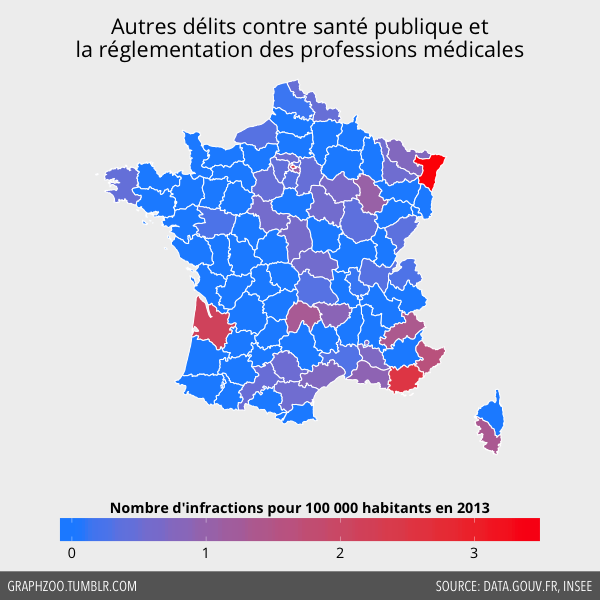 Autres délits contre santé publique et
la réglementation des professions médicales
Nombre d'infractions pour 100 000 habitants en 2013
0 1 2 3
GRAPHZOO.TUMBLR.COM SOURCE: DATA.GOUV.FR, INSEE